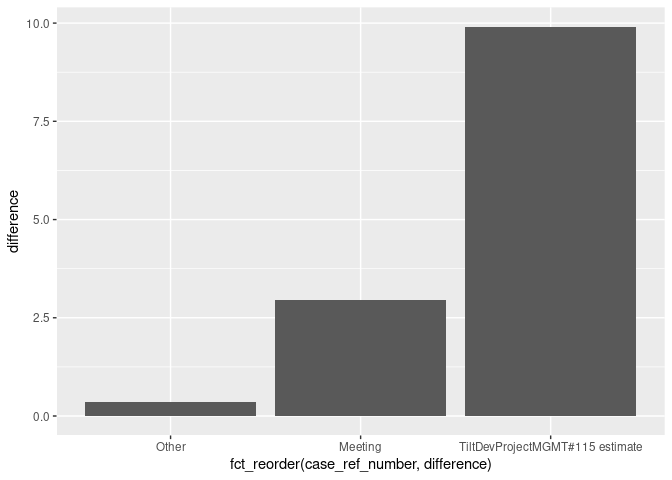 10.0
7.5
5.0
2.5
0.0
difference
Other Meeting TiltDevProjectMGMT#115 estimate
fct_reorder(case_ref_number, difference)